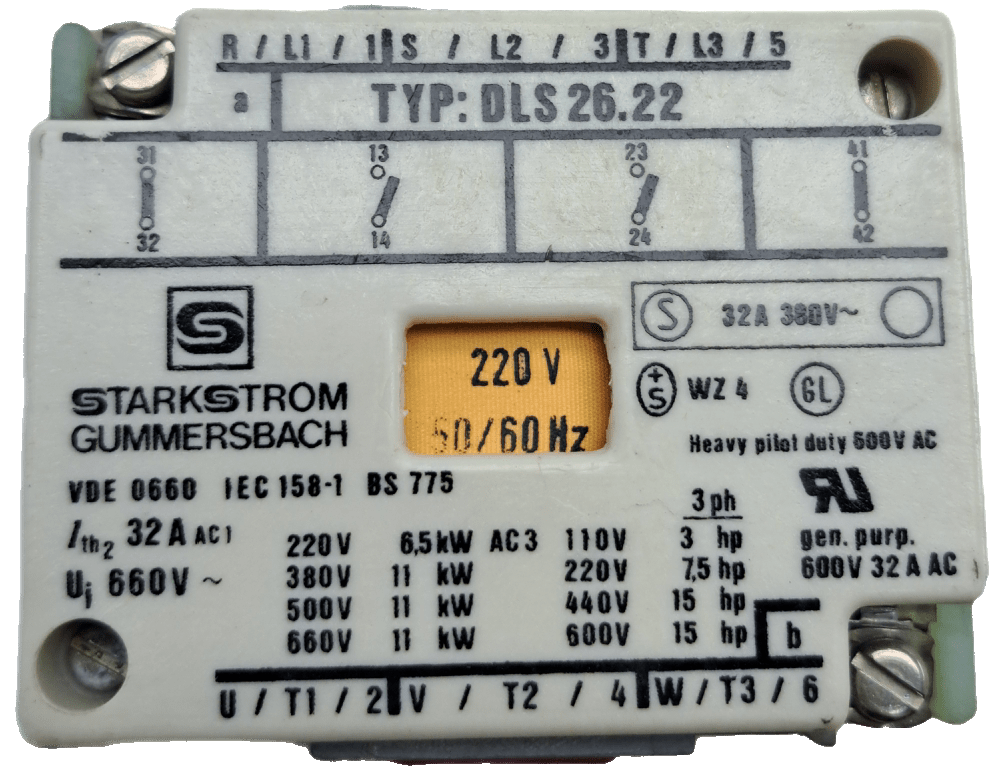 R / L1 / 1 S / L2 / 3 T / L3 / 5
a TYP: DLS 26.22
31 13 23 41
32 14 24 42
S 32A 380V~
220 V
50/60 Hz
+S WZ 4 GL
STARKSTROM
GUMMERSBACH
Heavy pilot duty 600V AC
VDE 0660 IEC 158-1 BS 775
Ith2 32 A AC1
Ui 660V ~
3 ph
220V 6,5kW AC3 110V 3 hp
380V 11 kW 220V 7,5 hp
500V 11 kW 440V 15 hp
660V 11 kW 600V 15 hp
UR
gen. purp.
600V 32 A AC
b
U / T1 / 2 V / T2 / 4 W / T3 / 6